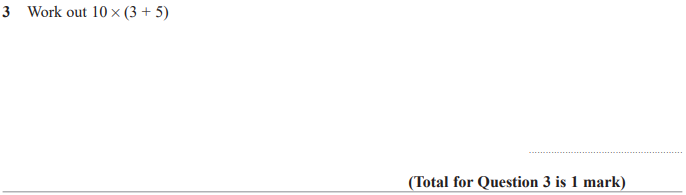 3 Work out 10 × (3 + 5)
(Total for Question 3 is 1 mark)